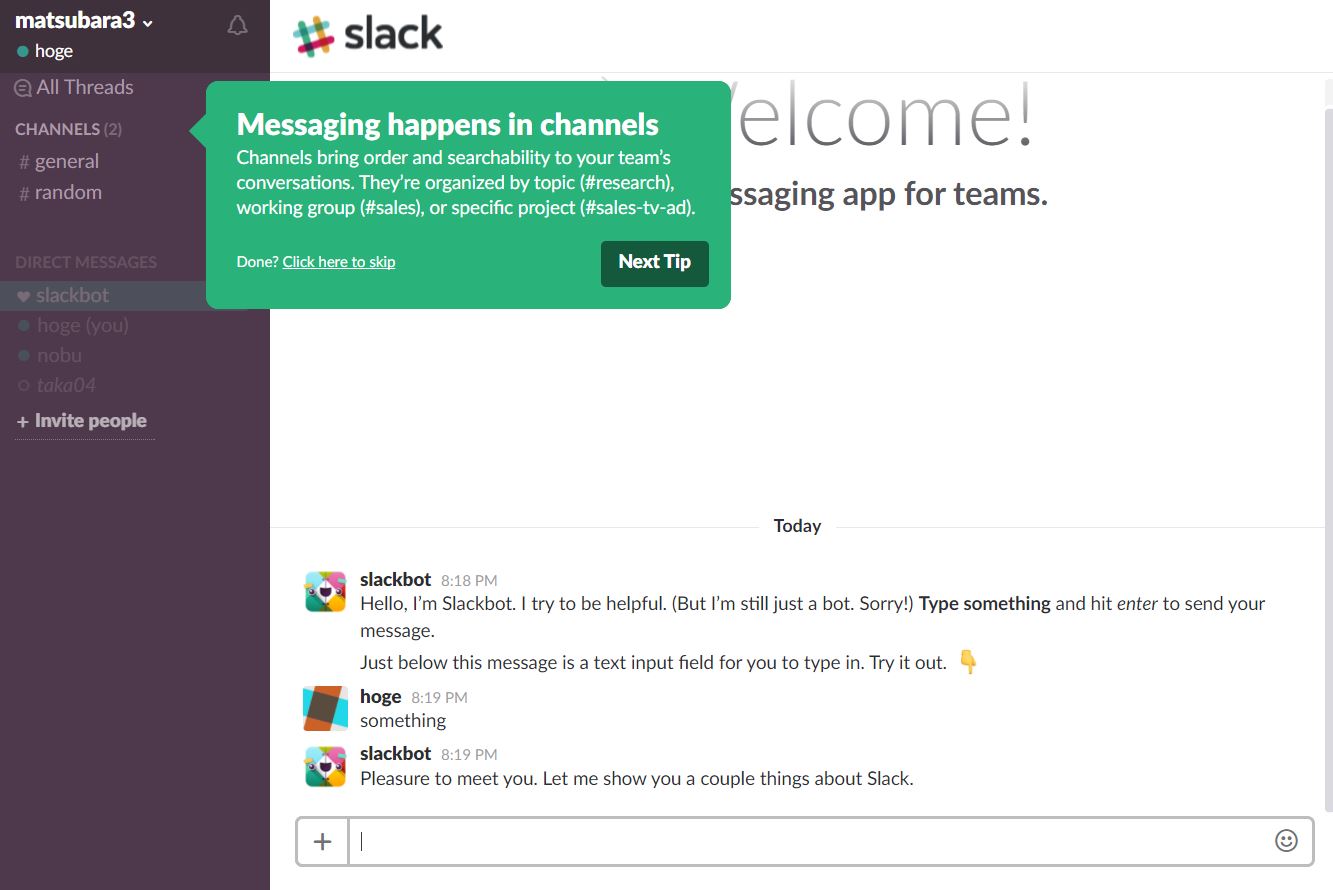 matsubara3
hoge
All Threads
CHANNELS (2)
# general
# random
DIRECT MESSAGES
slackbot
hoge (you)
nobu
taka04
+ Invite people
slack
elcome!
ssaging app for teams.
Messaging happens in channels
Channels bring order and searchability to your team's
conversations. They're organized by topic (#research),
working group (#sales), or specific project (#sales-tv-ad).
Done? Click here to skip
Next Tip
Today
slackbot 8:18 PM
Hello, I'm Slackbot. I try to be helpful. (But I'm still just a bot. Sorry!) Type something and hit enter to send your
message.
Just below this message is a text input field for you to type in. Try it out. 👇
hoge 8:19 PM
something
slackbot 8:19 PM
Pleasure to meet you. Let me show you a couple things about Slack.